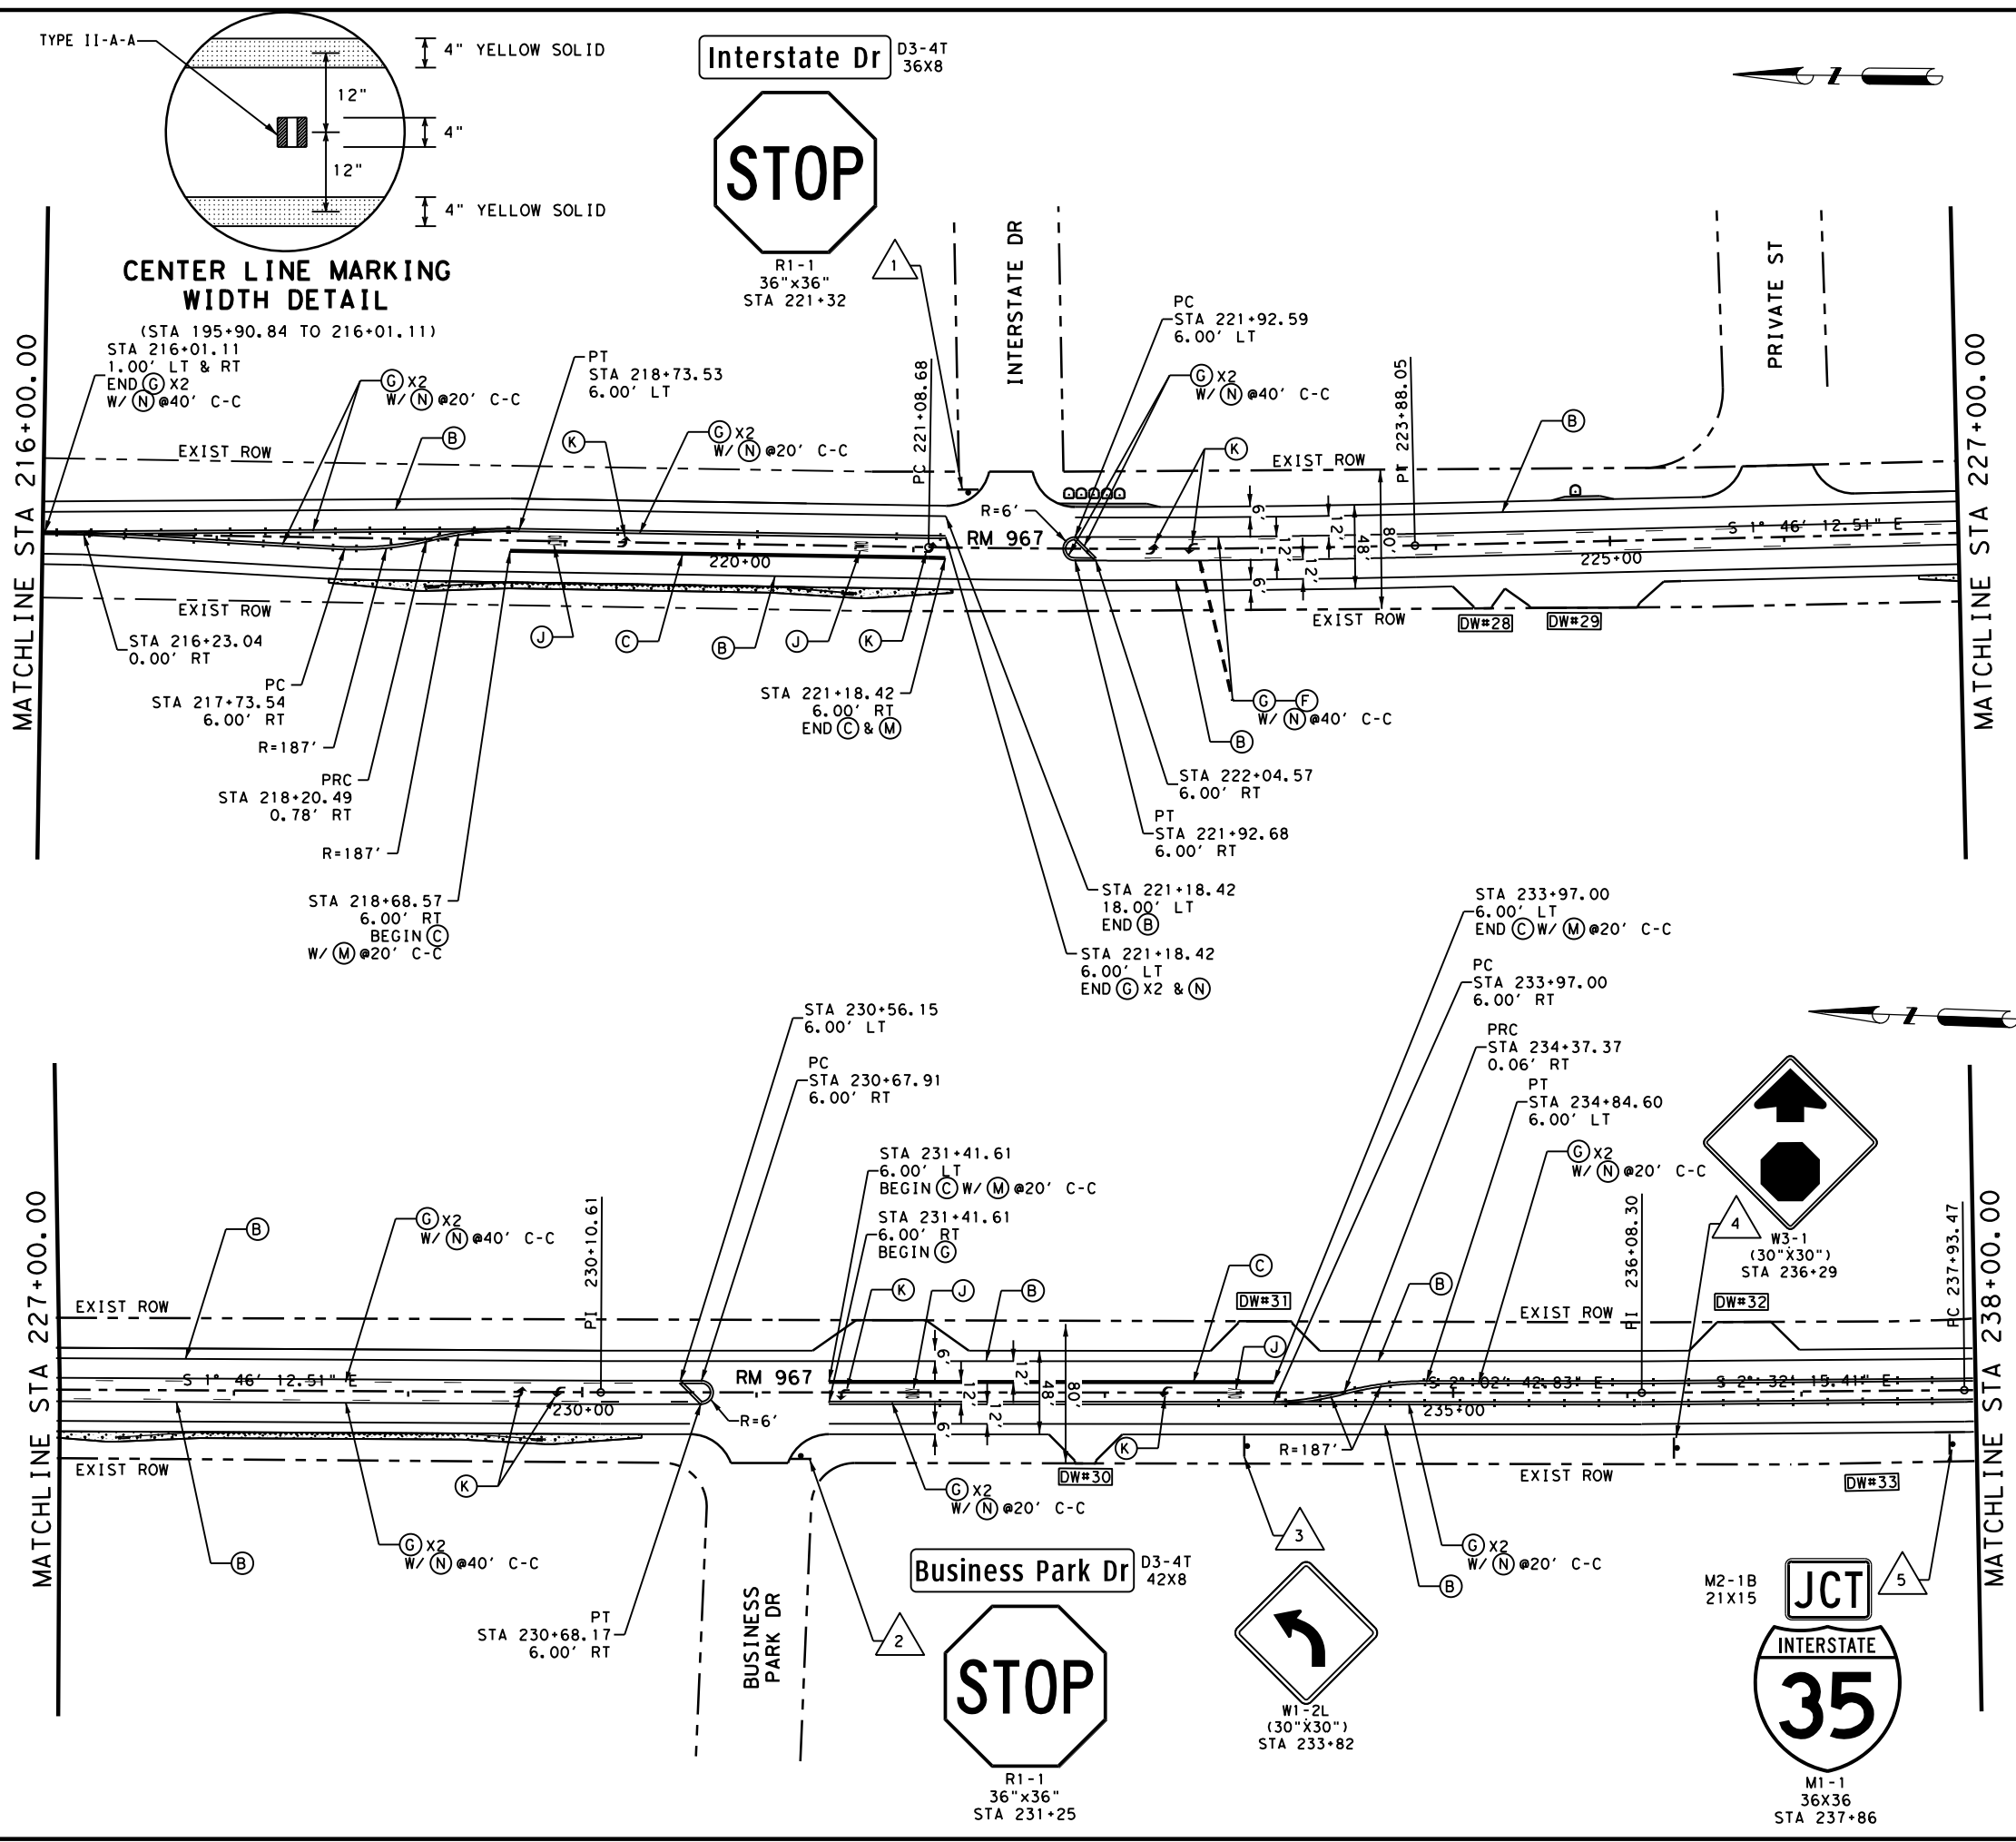 TYPE II-A-A
4" YELLOW SOLID
12"
4"
12"
4" YELLOW SOLID
CENTER LINE MARKING
WIDTH DETAIL
(STA 195+90.84 TO 216+01.11)
Interstate Dr
D3-4T
36X8
STOP
R1-1
36"x36"
STA 221+32
1
INTERSTATE DR
Z
PRIVATE ST
MATCHLINE STA 216+00.00
STA 216+01.11
1.00' LT & RT
END G X2
W/ N @40' C-C
G X2
W/ N @20' C-C
B
PT
STA 218+73.53
6.00' LT
K
G X2
W/ N @20' C-C
PC 221+08.68
PC
STA 221+92.59
6.00' LT
G X2
W/ N @40' C-C
K
PI 223+88.05
B
MATCHLINE STA 227+00.00
EXIST ROW
EXIST ROW
R=6'
RM 967
220+00
6'
12'
12'
12'
6'
48'
80'
225+00
S 1° 46' 12.51" E
EXIST ROW
EXIST ROW
DW#28
DW#29
STA 216+23.04
0.00' RT
PC
STA 217+73.54
6.00' RT
R=187'
PRC
STA 218+20.49
0.78' RT
R=187'
STA 218+68.57
6.00' RT
BEGIN C
W/ M @20' C-C
J
C
B
J
K
STA 221+18.42
6.00' RT
END C & M
G F
W/ N @40' C-C
B
STA 222+04.57
6.00' RT
PT
STA 221+92.68
6.00' RT
STA 221+18.42
18.00' LT
END B
STA 221+18.42
6.00' LT
END G X2 & N
STA 233+97.00
6.00' LT
END C W/ M @20' C-C
PC
STA 233+97.00
6.00' RT
PRC
STA 234+37.37
0.06' RT
PT
STA 234+84.60
6.00' LT
G X2
W/ N @20' C-C
Z
STA 230+56.15
6.00' LT
PC
STA 230+67.91
6.00' RT
STA 231+41.61
6.00' LT
BEGIN C W/ M @20' C-C
STA 231+41.61
6.00' RT
BEGIN G
MATCHLINE STA 227+00.00
B
G X2
W/ N @40' C-C
PI 230+10.61
K
J
B
C
DW#31
J
B
PI 236+08.30
4
W3-1
(30"X30")
STA 236+29
DW#32
PC 237+93.47
MATCHLINE STA 238+00.00
EXIST ROW
EXIST ROW
S 1° 46' 12.51" E
230+00
RM 967
R=6'
6'
12'
12'
12'
6'
48'
80'
S 2° 02' 42.83" E
S 2° 32' 15.41" E
235+00
R=187'
EXIST ROW
EXIST ROW
DW#30
K
DW#33
K
B
G X2
W/ N @40' C-C
PT
STA 230+68.17
6.00' RT
BUSINESS
PARK DR
2
G X2
W/ N @20' C-C
Business Park Dr
D3-4T
42X8
STOP
R1-1
36"x36"
STA 231+25
3
W1-2L
(30"X30")
STA 233+82
G X2
W/ N @20' C-C
B
M2-1B
21X15
JCT
5
INTERSTATE
35
M1-1
36X36
STA 237+86